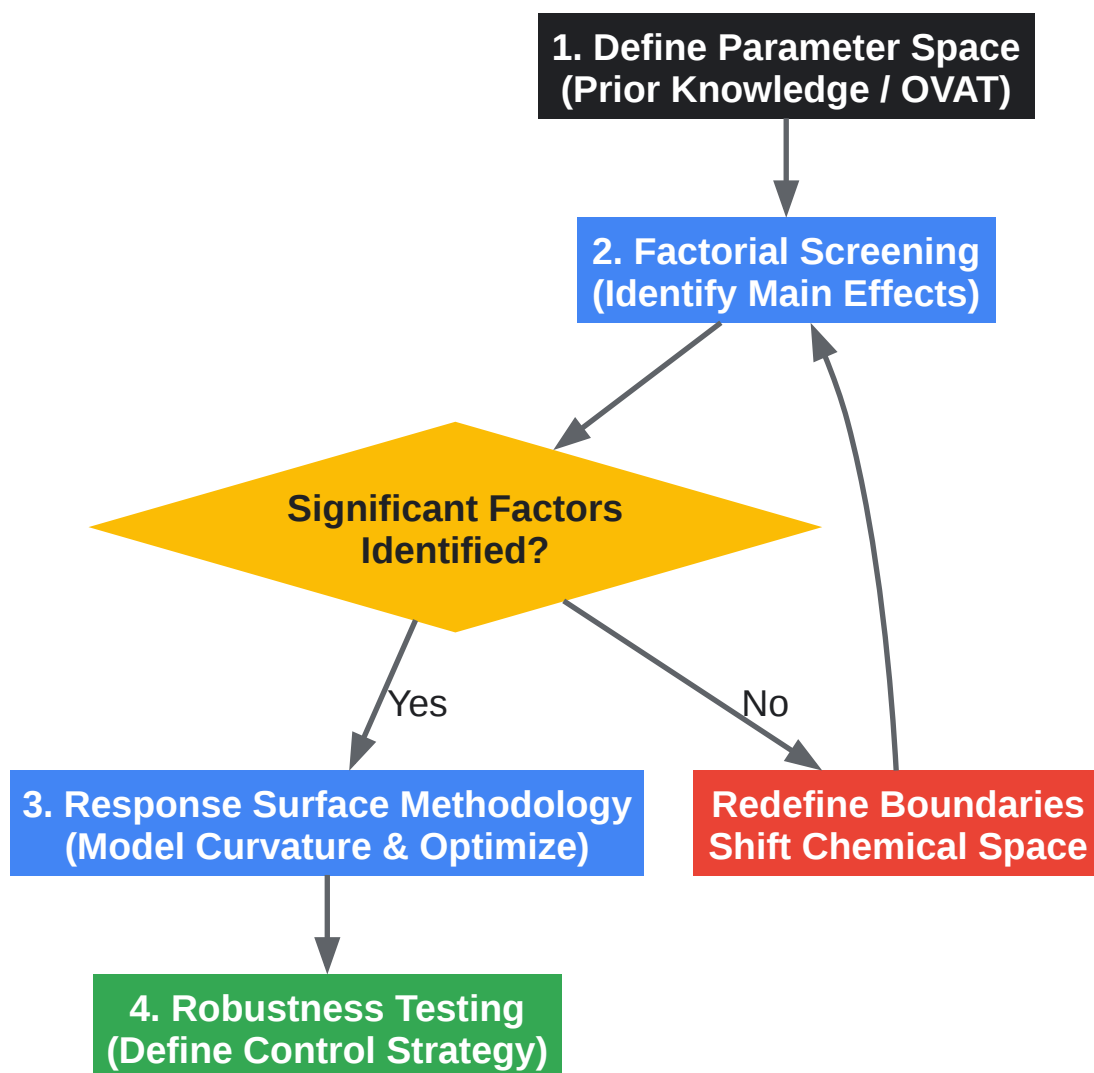 1. Define Parameter Space
(Prior Knowledge / OVAT)
2. Factorial Screening
(Identify Main Effects)
Significant Factors
Identified?
Yes
No
3. Response Surface Methodology
(Model Curvature & Optimize)
Redefine Boundaries
Shift Chemical Space
4. Robustness Testing
(Define Control Strategy)